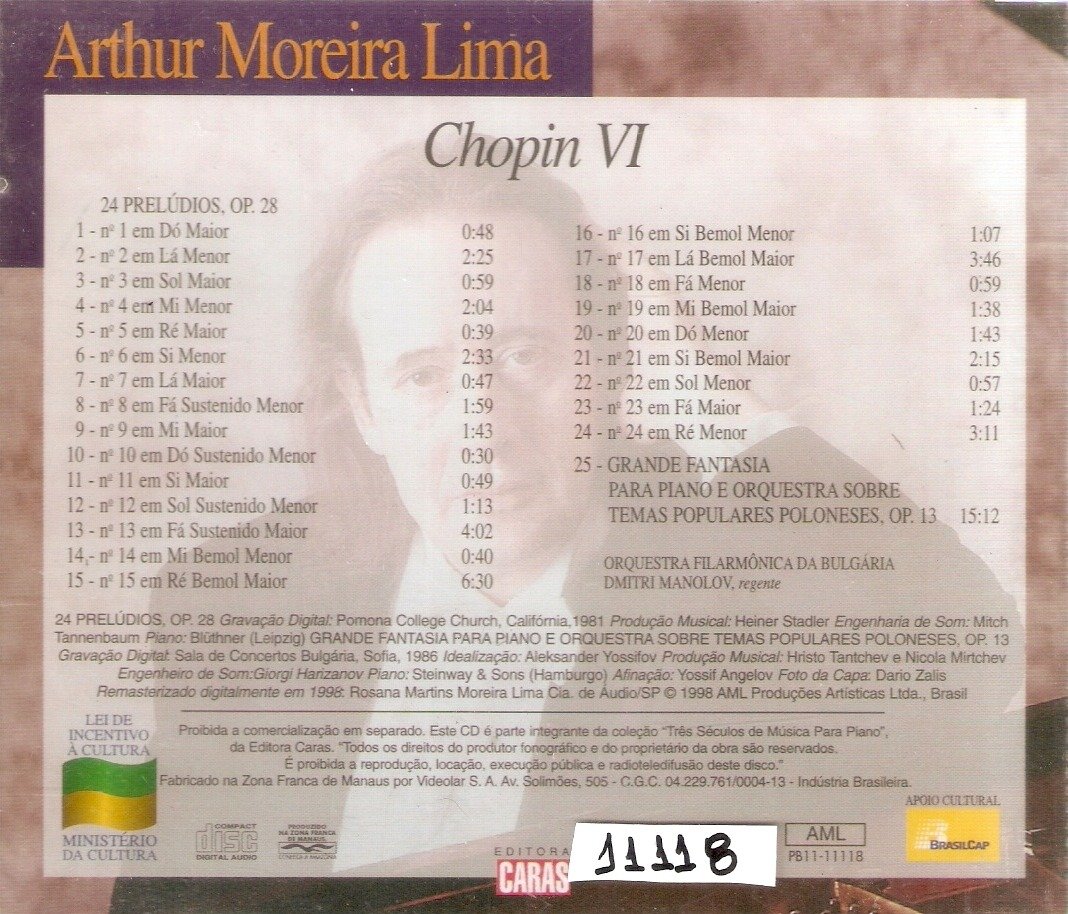 Arthur Moreira Lima
Chopin VI
24 PRELÚDIOS, OP. 28
1 - nº 1 em Dó Maior 0:48
2 - nº 2 em Lá Menor 2:25
3 - nº 3 em Sol Maior 0:59
4 - nº 4 em Mi Menor 2:04
5 - nº 5 em Ré Maior 0:39
6 - nº 6 em Si Menor 2:33
7 - nº 7 em Lá Maior 0:47
8 - nº 8 em Fá Sustenido Menor 1:59
9 - nº 9 em Mi Maior 1:43
10 - nº 10 em Dó Sustenido Menor 0:30
11 - nº 11 em Si Maior 0:49
12 - nº 12 em Sol Sustenido Menor 1:13
13 - nº 13 em Fá Sustenido Maior 4:02
14 - nº 14 em Mi Bemol Menor 0:40
15 - nº 15 em Ré Bemol Maior 6:30
16 - nº 16 em Si Bemol Menor 1:07
17 - nº 17 em Lá Bemol Maior 3:46
18 - nº 18 em Fá Menor 0:59
19 - nº 19 em Mi Bemol Maior 1:38
20 - nº 20 em Dó Menor 1:43
21 - nº 21 em Si Bemol Maior 2:15
22 - nº 22 em Sol Menor 0:57
23 - nº 23 em Fá Maior 1:24
24 - nº 24 em Ré Menor 3:11
25 - GRANDE FANTASIA
PARA PIANO E ORQUESTRA SOBRE
TEMAS POPULARES POLONESES, OP. 13 15:12
ORQUESTRA FILARMÔNICA DA BULGÁRIA
DMITRI MANOLOV, regente
24 PRELÚDIOS, OP. 28 Gravação Digital: Pomona College Church, Califórnia,1981 Produção Musical: Heiner Stadler Engenharia de Som: Mitch
Tannenbaum Piano: Blüthner (Leipzig) GRANDE FANTASIA PARA PIANO E ORQUESTRA SOBRE TEMAS POPULARES POLONESES, OP. 13
Gravação Digital: Sala de Concertos Bulgária, Sofia, 1986 Idealização: Aleksander Yossifov Produção Musical: Hristo Tantchev e Nicola Mirtchev
Engenheiro de Som:Giorgi Harizanov Piano: Steinway & Sons (Hamburgo) Afinação: Yossif Angelov Foto da Capa: Dario Zalis
Remasterizado digitalmente em 1998: Rosana Martins Moreira Lima Cia. de Áudio/SP © 1998 AML Produções Artísticas Ltda., Brasil
LEI DE
INCENTIVO
À CULTURA
MINISTÉRIO
DA CULTURA
Proibida a comercialização em separado. Este CD é parte integrante da coleção “Três Séculos de Música Para Piano”,
da Editora Caras. “Todos os direitos do produtor fonográfico e do proprietário da obra são reservados.
É proibida a reprodução, locação, execução pública e radioteledifusão deste disco.”
Fabricado na Zona Franca de Manaus por Videolar S. A. Av. Solimões, 505 - C.G.C. 04.229.761/0004-13 - Indústria Brasileira.
COMPACT
disc
DIGITAL AUDIO
PRODUZIDO
NA ZONA FRANCA
DE MANAUS
CONHEÇA A AMAZÔNIA
EDITORA
CARAS
11118
AML
PB11-11118
APOIO CULTURAL
BRASILCAP